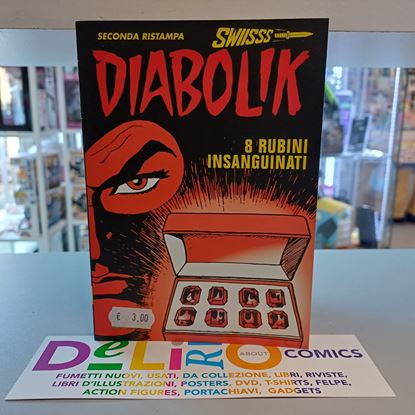 SECONDA RISTAMPA
SWIISSS
DIABOLIK
8 RUBINI
INSANGUINATI
€ 3,00
DeLiRiO ABOUT COMICS
FUMETTI NUOVI, USATI, DA COLLEZIONE, LIBRI, RIVISTE,
LIBRI D'ILLUSTRAZIONI, POSTERS, DVD, T-SHIRTS, FELPE,
ACTION FIGURES, PORTACHIAVI, GADGETS